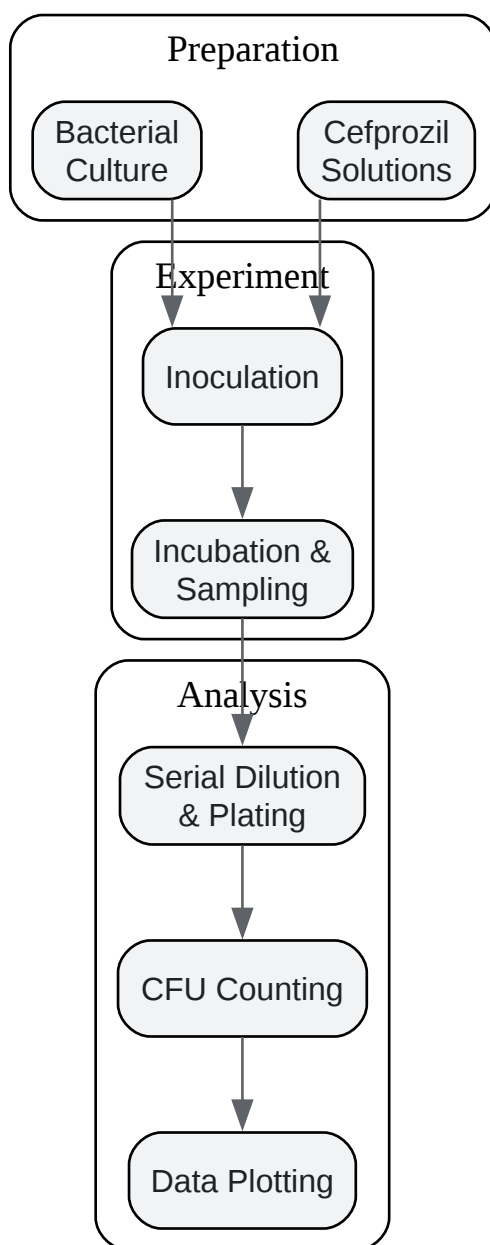 Preparation
Bacterial
Culture
Cefprozil
Solutions
Experiment
Inoculation
Incubation &
Sampling
Analysis
Serial Dilution
& Plating
CFU Counting
Data Plotting